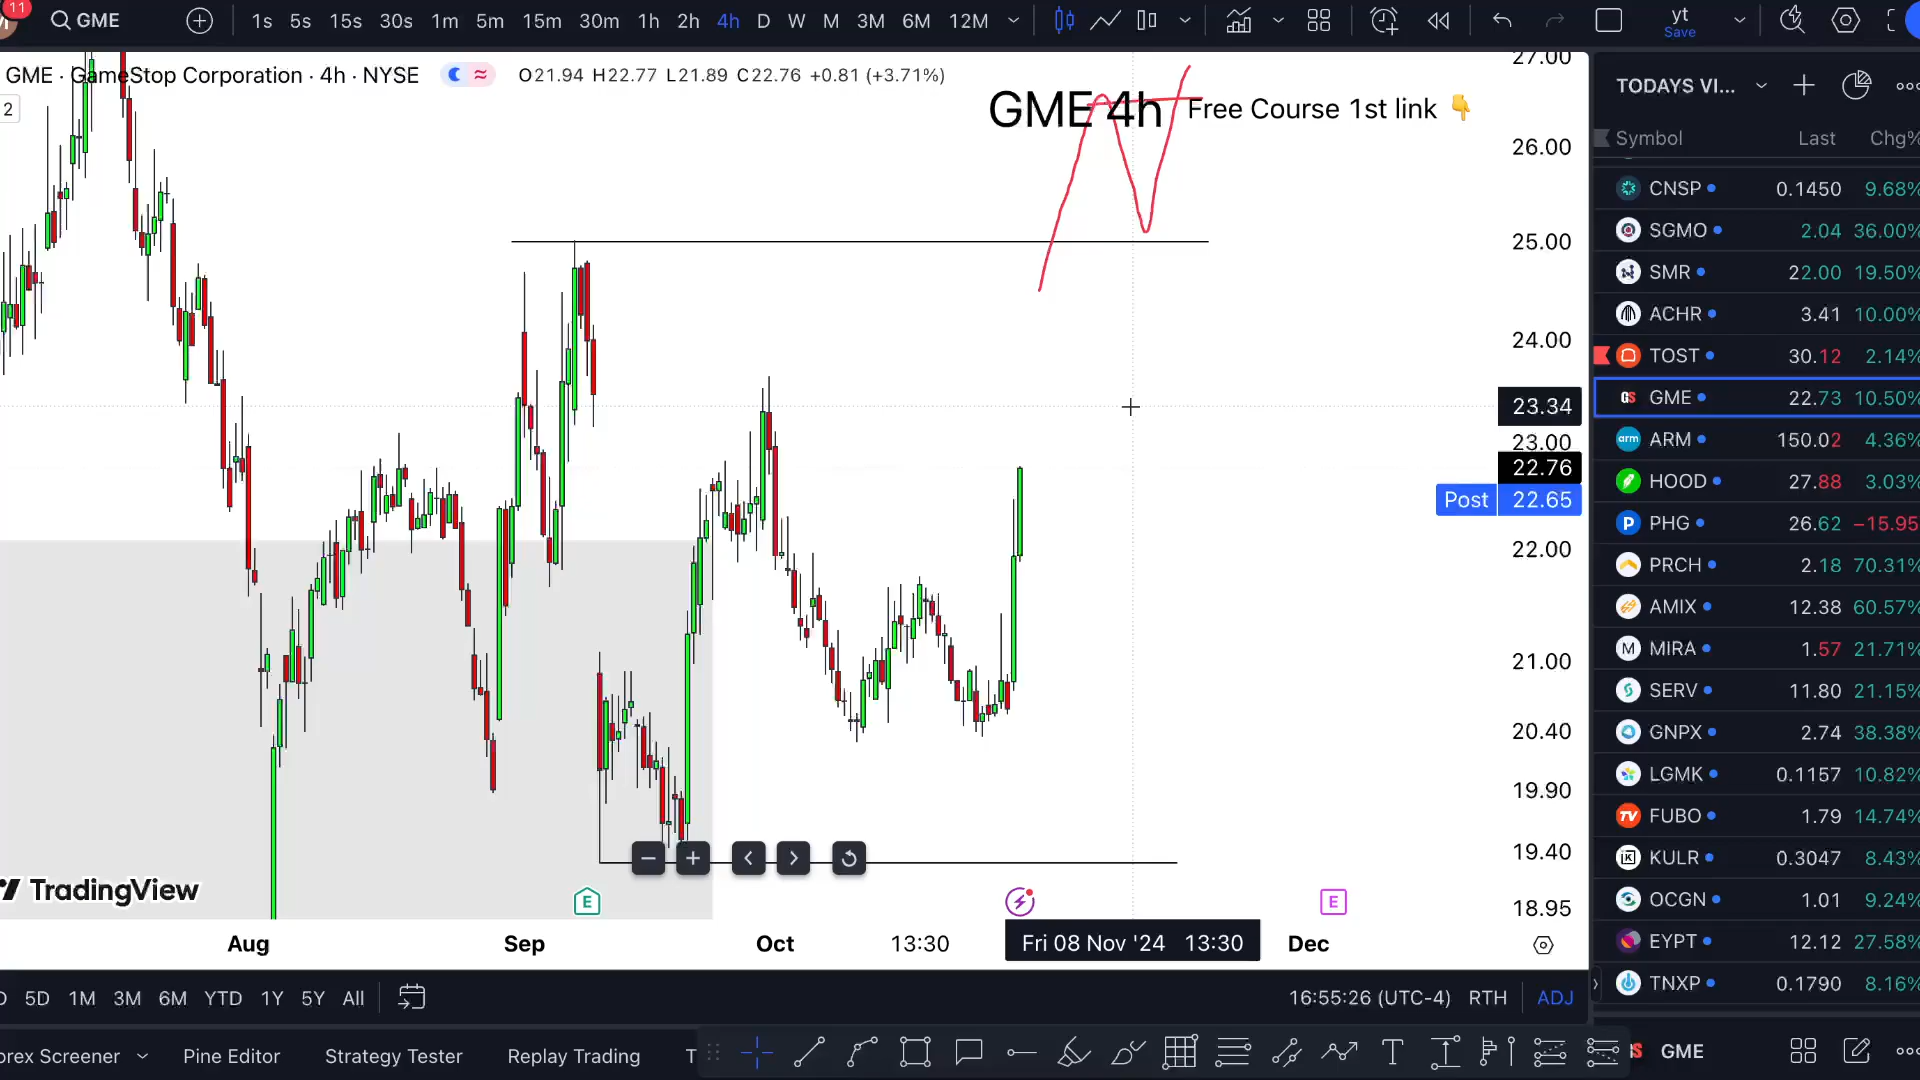 11
GME 1s 5s 15s 30s 1m 5m 15m 30m 1h 2h 4h D W M 3M 6M 12M yt
Save
GME · GameStop Corporation · 4h · NYSE O21.94 H22.77 L21.89 C22.76 +0.81 (+3.71%)
2
GME 4h Free Course 1st link
27.00
26.00
25.00
24.00
23.34
23.00
22.76
Post 22.65
22.00
21.00
20.40
19.90
19.40
18.95
TradingView
E
E
Aug Sep Oct 13:30 Fri 08 Nov '24 13:30 Dec
5D 1M 3M 6M YTD 1Y 5Y All 16:55:26 (UTC-4) RTH ADJ
orex Screener Pine Editor Strategy Tester Replay Trading T
TODAYS VI...
Symbol Last Chg%
CNSP 0.1450 9.68%
SGMO 2.04 36.00%
SMR 22.00 19.50%
ACHR 3.41 10.00%
TOST 30.12 2.14%
GS GME 22.73 10.50%
arm ARM 150.02 4.36%
HOOD 27.88 3.03%
P PHG 26.62 −15.95
PRCH 2.18 70.31%
AMIX 12.38 60.57%
M MIRA 1.57 21.71%
SERV 11.80 21.15%
GNPX 2.74 38.38%
LGMK 0.1157 10.82%
TV FUBO 1.79 14.74%
K KULR 0.3047 8.43%
OCGN 1.01 9.24%
EYPT 12.12 27.58%
TNXP 0.1790 8.16%
S GME